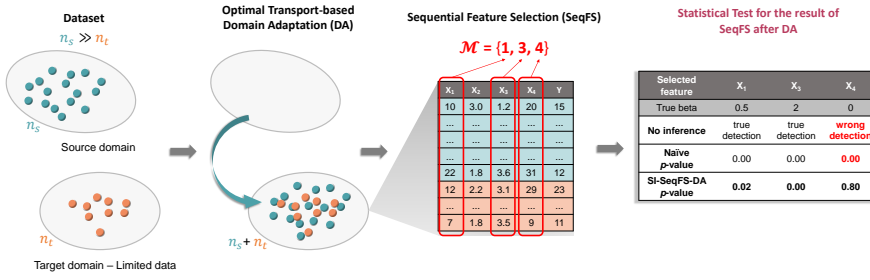 Dataset
n_s ≫ n_t
n_s
Source domain
n_t
Target domain – Limited data
Optimal Transport-based
Domain Adaptation (DA)
n_s + n_t
Sequential Feature Selection (SeqFS)
ℳ = {1, 3, 4}
X₁ X₂ X₃ X₄ Y
10 3.0 1.2 20 15
... ... ... ... ...
... ... ... ... ...
... ... ... ... ...
22 1.8 3.6 31 12
12 2.2 3.1 29 23
... ... ... ... ...
7 1.8 3.5 9 11
Statistical Test for the result of
SeqFS after DA
Selected
feature X₁ X₃ X₄
True beta 0.5 2 0
No inference true
detection true
detection wrong
detection
Naïve
p-value 0.00 0.00 0.00
SI-SeqFS-DA
p-value 0.02 0.00 0.80